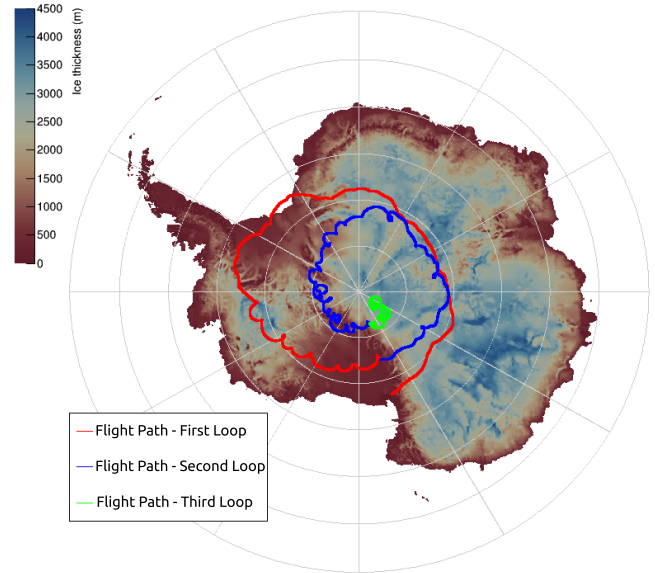 4500
4000
3500
3000
2500
2000
1500
1000
500
0
Ice thickness (m)
Flight Path - First Loop
Flight Path - Second Loop
Flight Path - Third Loop